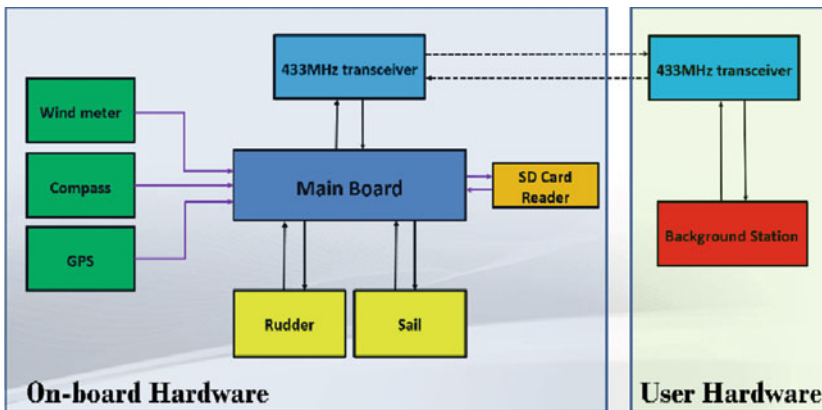 433MHz transceiver
433MHz transceiver
Wind meter
Compass
GPS
Main Board
SD Card
Reader
Background Station
Rudder
Sail
On-board Hardware
User Hardware